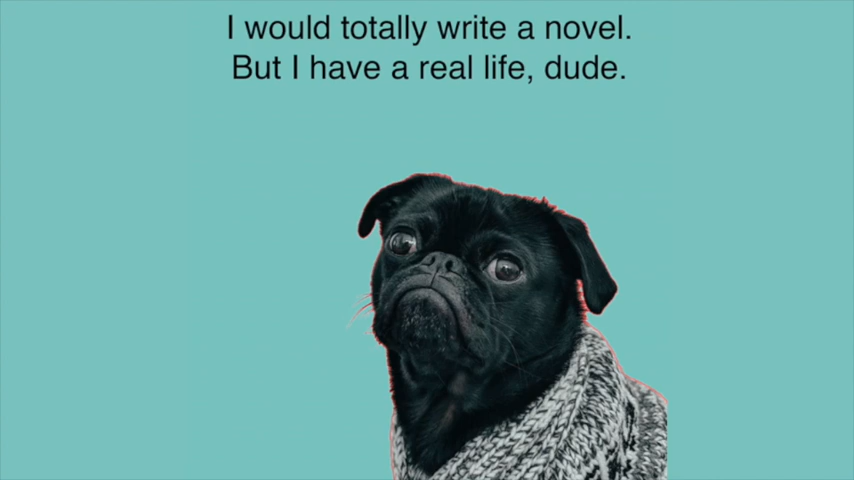 I would totally write a novel.
But I have a real life, dude.